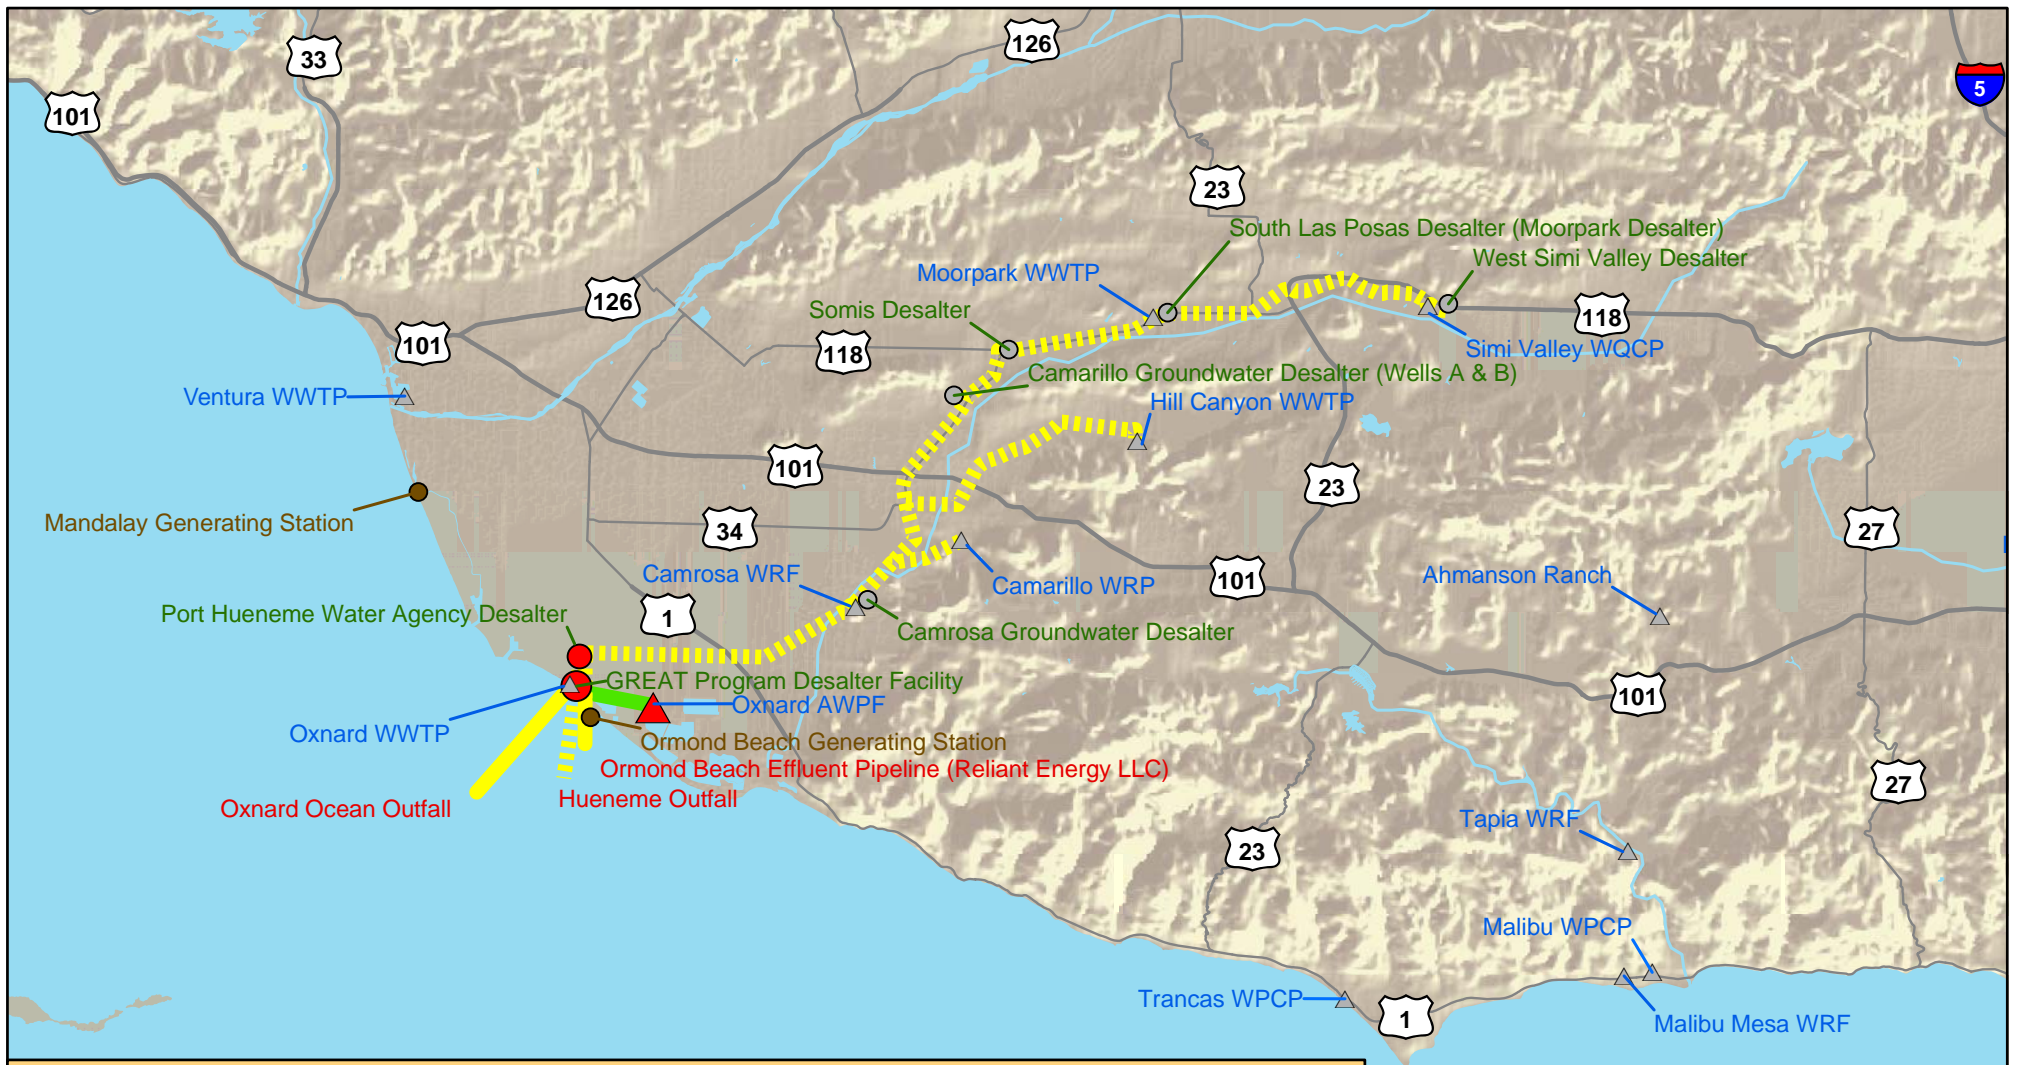 33
126
101
5
23
South Las Posas Desalter (Moorpark Desalter)
West Simi Valley Desalter
Moorpark WWTP
126
Somis Desalter
118
101
118
Simi Valley WQCP
Camarillo Groundwater Desalter (Wells A & B)
Ventura WWTP
Hill Canyon WWTP
101
23
Mandalay Generating Station
34
27
Camrosa WRF
Camarillo WRP
101
Ahmanson Ranch
Port Hueneme Water Agency Desalter
1
Camrosa Groundwater Desalter
GREAT Program Desalter Facility
Oxnard AWPF
101
Oxnard WWTP
Ormond Beach Generating Station
Ormond Beach Effluent Pipeline (Reliant Energy LLC)
27
Hueneme Outfall
Oxnard Ocean Outfall
Tapia WRF
23
Malibu WPCP
Trancas WPCP
1
Malibu Mesa WRF